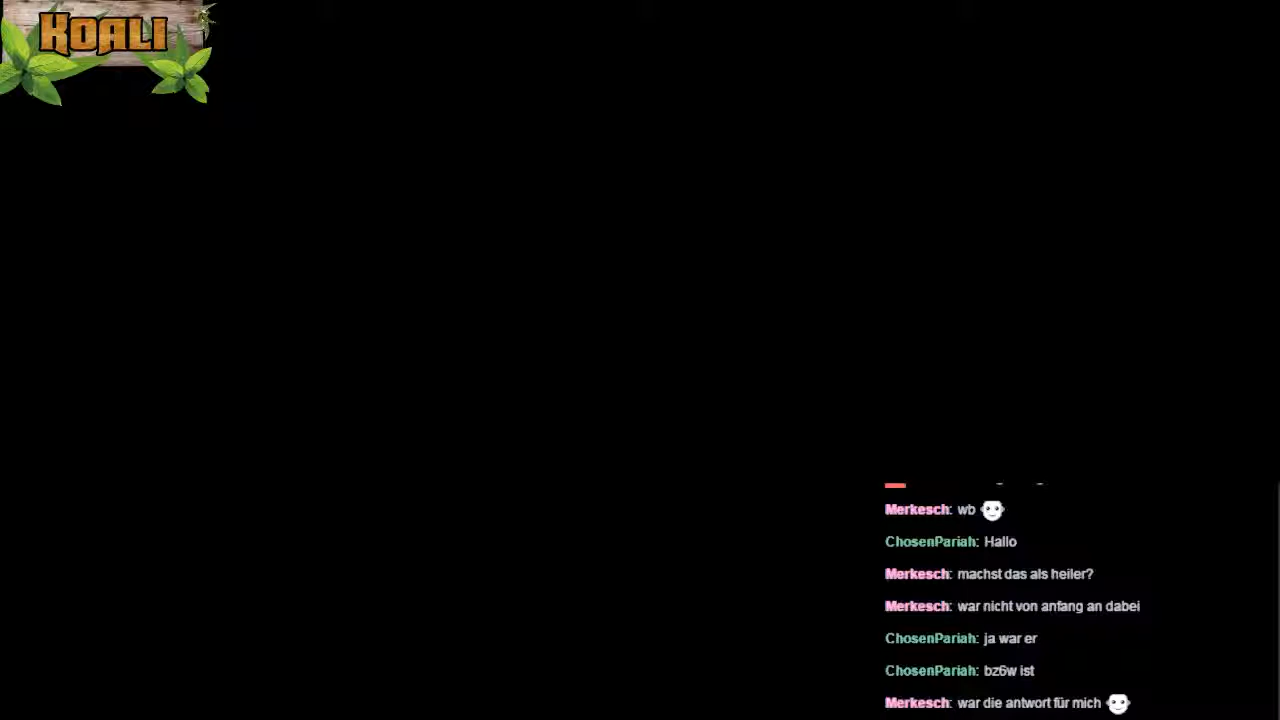 KOALI
Merkesch: wb
ChosenPariah: Hallo
Merkesch: machst das als heiler?
Merkesch: war nicht von anfang an dabei
ChosenPariah: ja war er
ChosenPariah: bz6w ist
Merkesch: war die antwort für mich